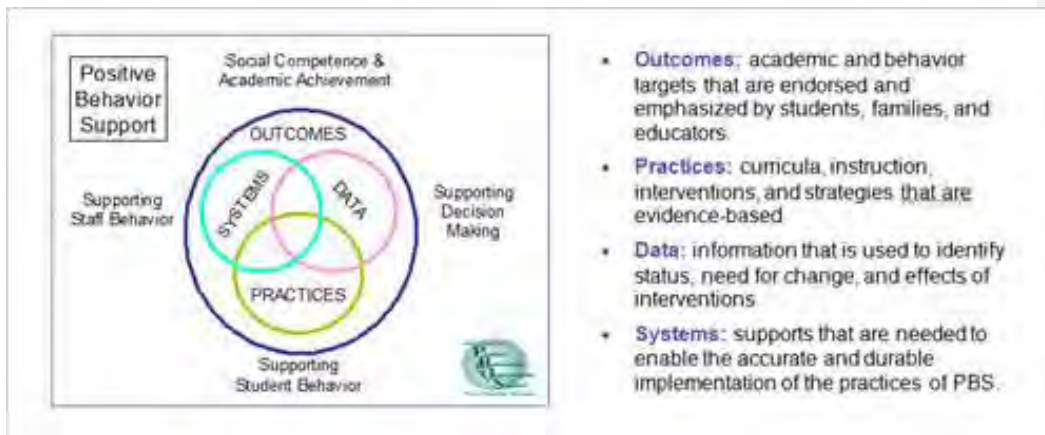 Positive
Behavior
Support
Social Competence &
Academic Achievement
OUTCOMES
SYSTEMS
DATA
PRACTICES
Supporting
Staff Behavior
Supporting
Decision
Making
Supporting
Student Behavior
• Outcomes: academic and behavior
targets that are endorsed and
emphasized by students, families, and
educators.
• Practices: curricula, instruction,
interventions, and strategies that are
evidence-based
• Data: information that is used to identify
status, need for change, and effects of
interventions
• Systems: supports that are needed to
enable the accurate and durable
implementation of the practices of PBS.